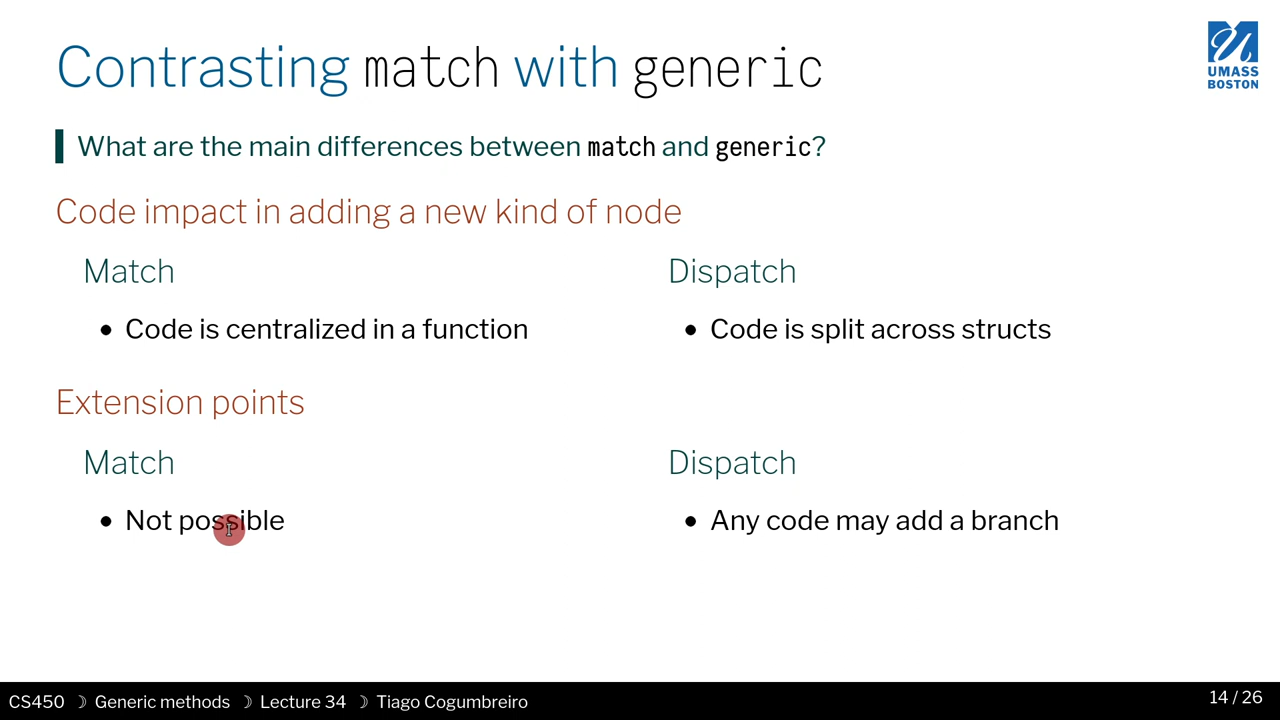 Contrasting match with generic
UMASS
BOSTON
What are the main differences between match and generic?
Code impact in adding a new kind of node
Match
• Code is centralized in a function
Dispatch
• Code is split across structs
Extension points
Match
• Not possible
Dispatch
• Any code may add a branch
CS450 ☽ Generic methods ☽ Lecture 34 ☽ Tiago Cogumbreiro
14 / 26